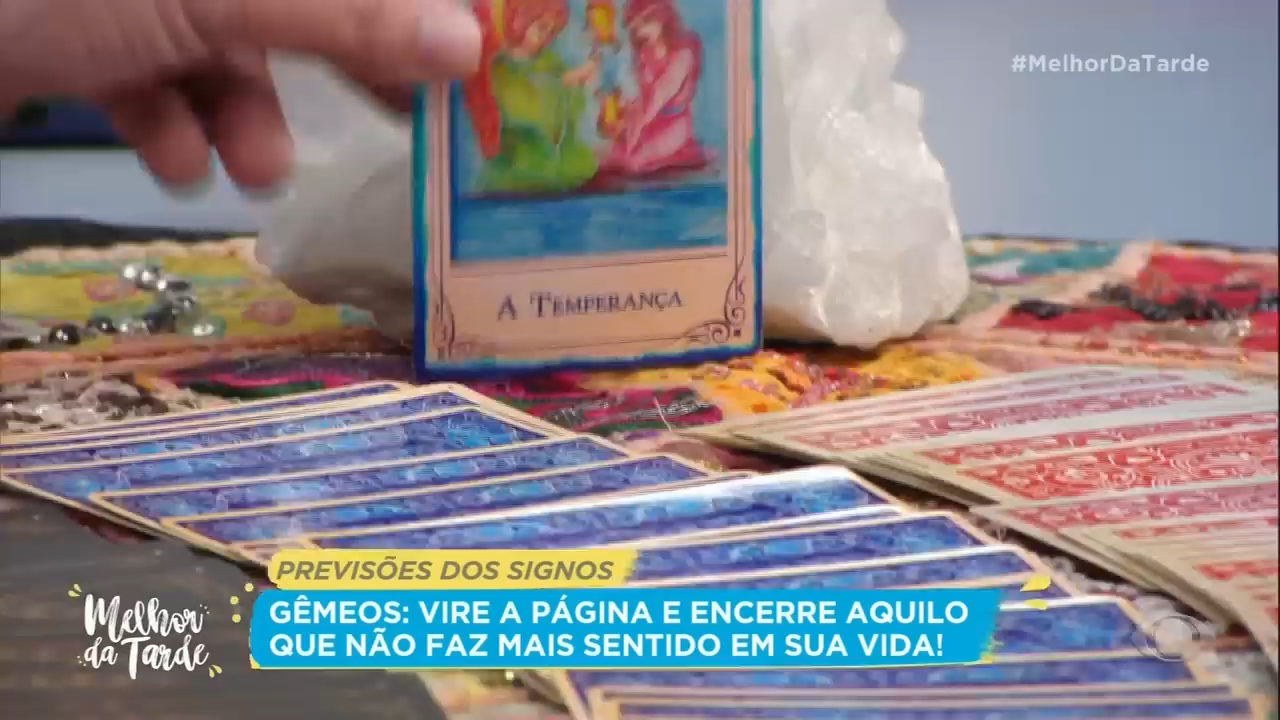 #MelhorDaTarde
A TEMPERANÇA
PREVISÕES DOS SIGNOS
GÊMEOS: VIRE A PÁGINA E ENCERRE AQUILO
QUE NÃO FAZ MAIS SENTIDO EM SUA VIDA!
Melhor
da Tarde